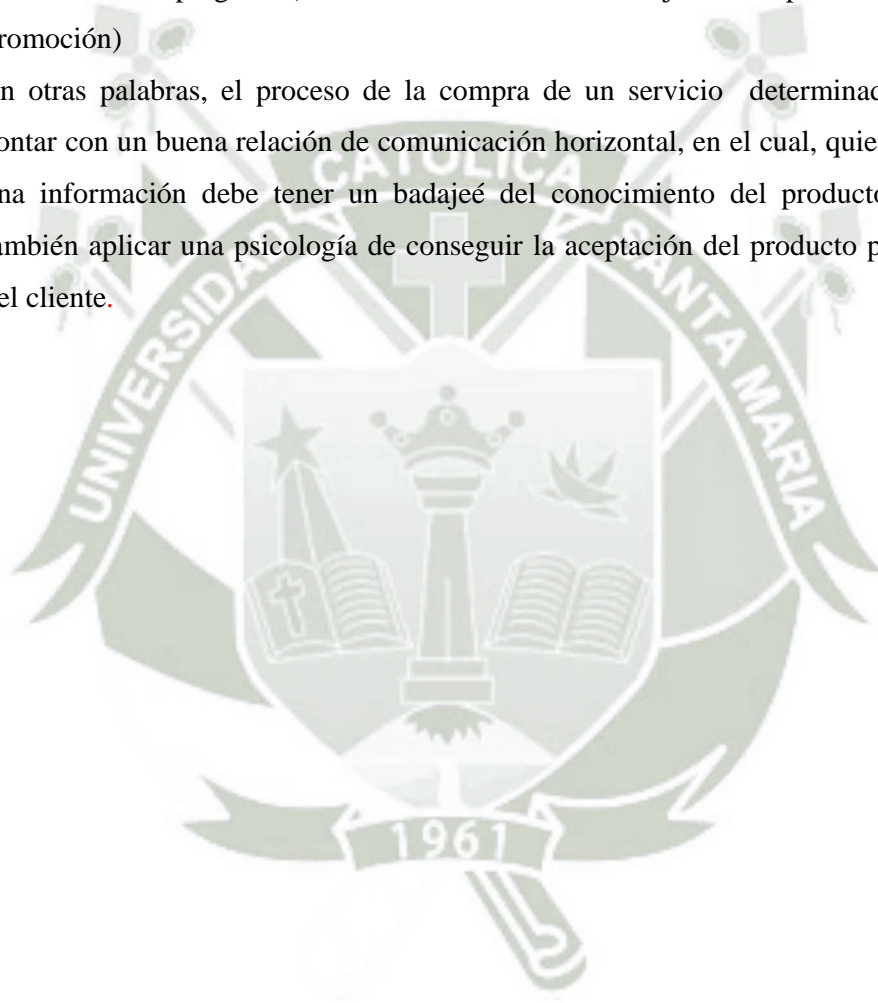 romoción)
n otras palabras, el proceso de la compra de un servicio determinad
ontar con un buena relación de comunicación horizontal, en el cual, quie
na información debe tener un badajeé del conocimiento del producto
ambién aplicar una psicología de conseguir la aceptación del producto p
el cliente.
UNIVERSIDAD CATOLICA SANTA MARIA
1961